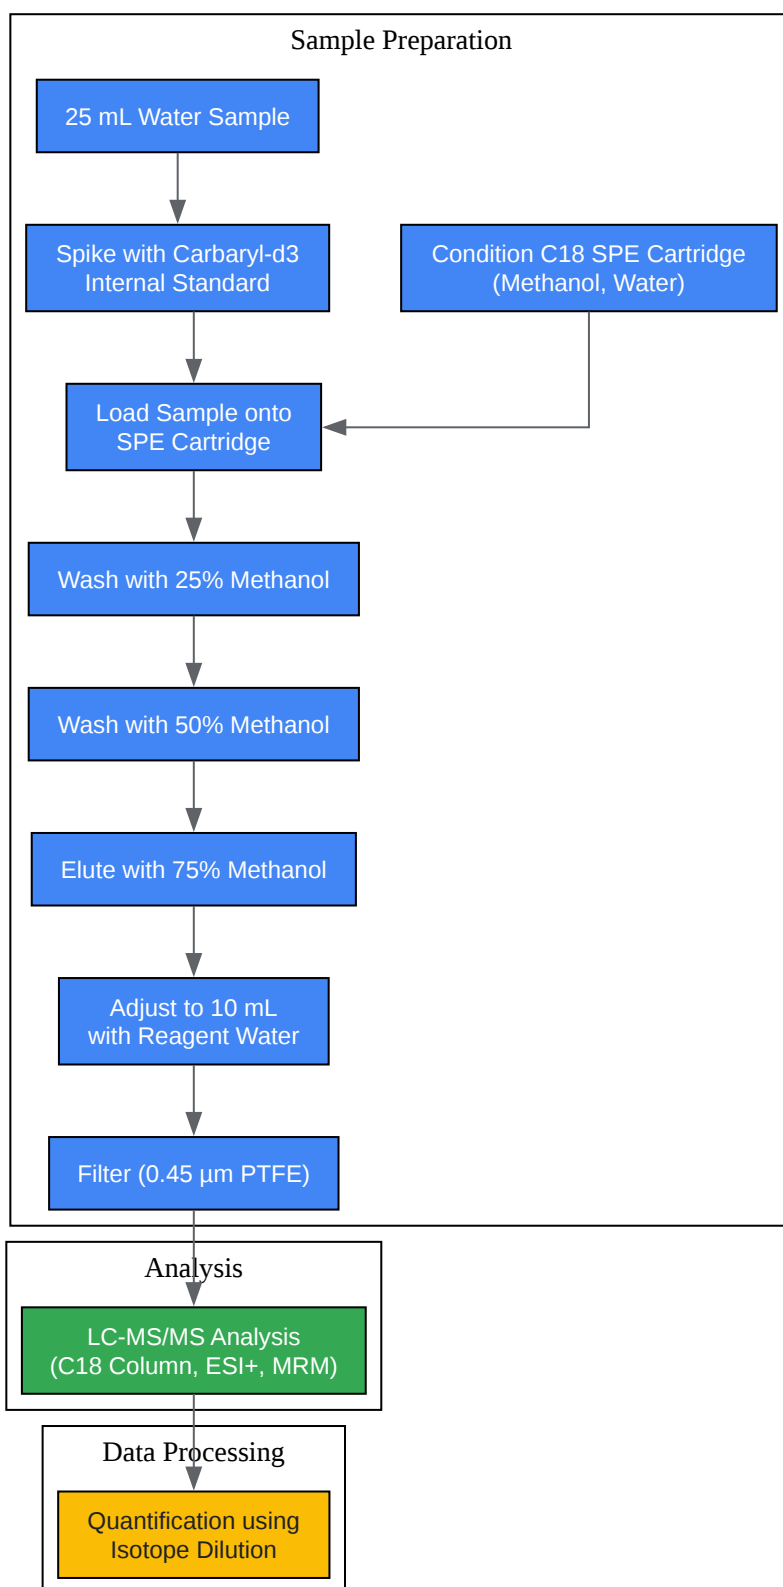 Sample Preparation
25 mL Water Sample
Spike with Carbaryl-d3
Internal Standard
Condition C18 SPE Cartridge
(Methanol, Water)
Load Sample onto
SPE Cartridge
Wash with 25% Methanol
Wash with 50% Methanol
Elute with 75% Methanol
Adjust to 10 mL
with Reagent Water
Filter (0.45 µm PTFE)
Analysis
LC-MS/MS Analysis
(C18 Column, ESI+, MRM)
Data Processing
Quantification using
Isotope Dilution